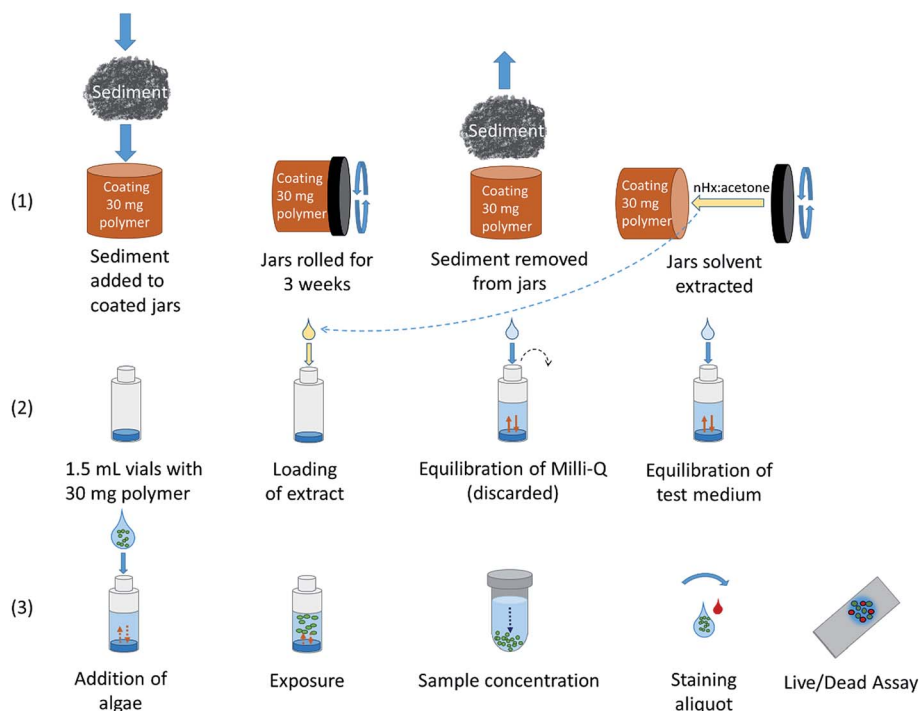 Sediment
Sediment
(1)
Coating
30 mg
polymer
Coating
30 mg
polymer
Coating
30 mg
polymer
Coating
30 mg
polymer
nHx:acetone
Sediment
added to
coated jars
Jars rolled for
3 weeks
Sediment removed
from jars
Jars solvent
extracted
(2)
1.5 mL vials with
30 mg polymer
Loading
of extract
Equilibration of Milli-Q
(discarded)
Equilibration of
test medium
(3)
Addition of
algae
Exposure
Sample concentration
Staining
aliquot
Live/Dead Assay